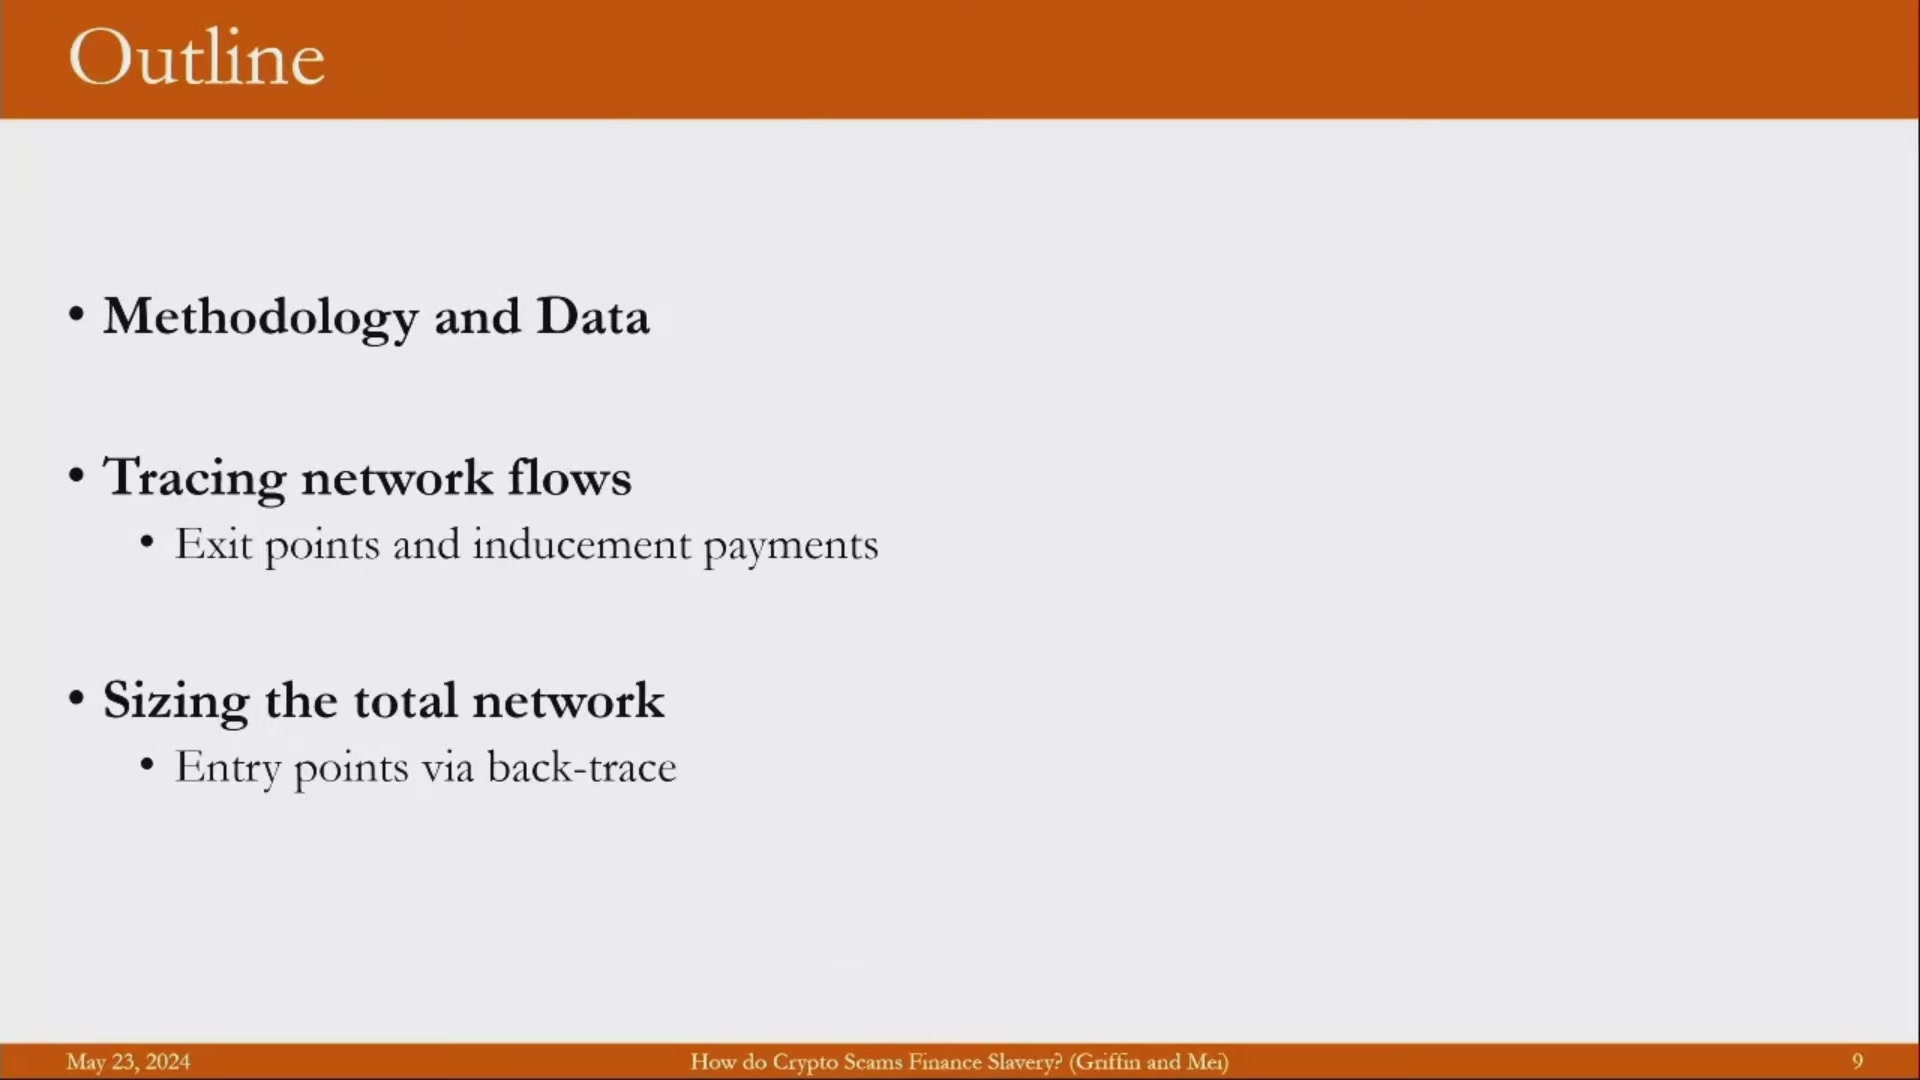 Outline
• Methodology and Data
• Tracing network flows
• Exit points and inducement payments
• Sizing the total network
• Entry points via back-trace
May 23, 2024
How do Crypto Scams Finance Slavery? (Griffin and Mei)
9